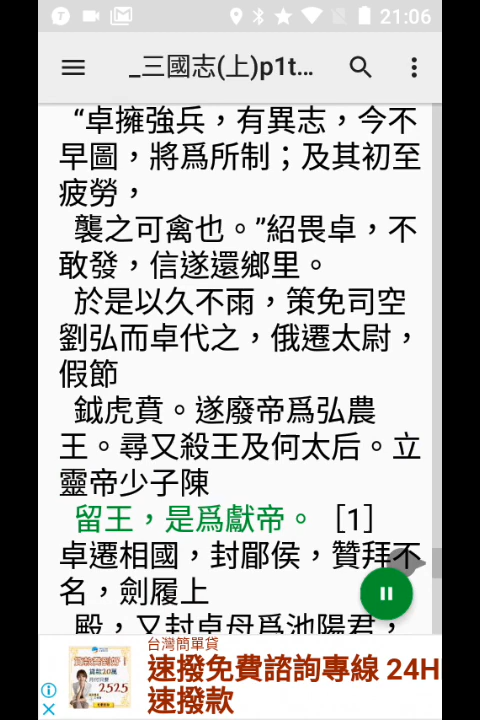 21:06
_三國志(上)p1t...
“卓擁強兵，有異志，今不
早圖，將爲所制；及其初至
疲勞，
襲之可禽也。”紹畏卓，不
敢發，信遂還鄉里。
於是以久不雨，策免司空
劉弘而卓代之，俄遷太尉，
假節
鉞虎賁。遂廢帝爲弘農
王。尋又殺王及何太后。立
靈帝少子陳
留王，是爲獻帝。［1］
卓遷相國，封郿侯，贊拜不
名，劍履上
殿，又封卓母爲池陽君，
台灣簡單貸
速撥免費諮詢專線 24H
速撥款